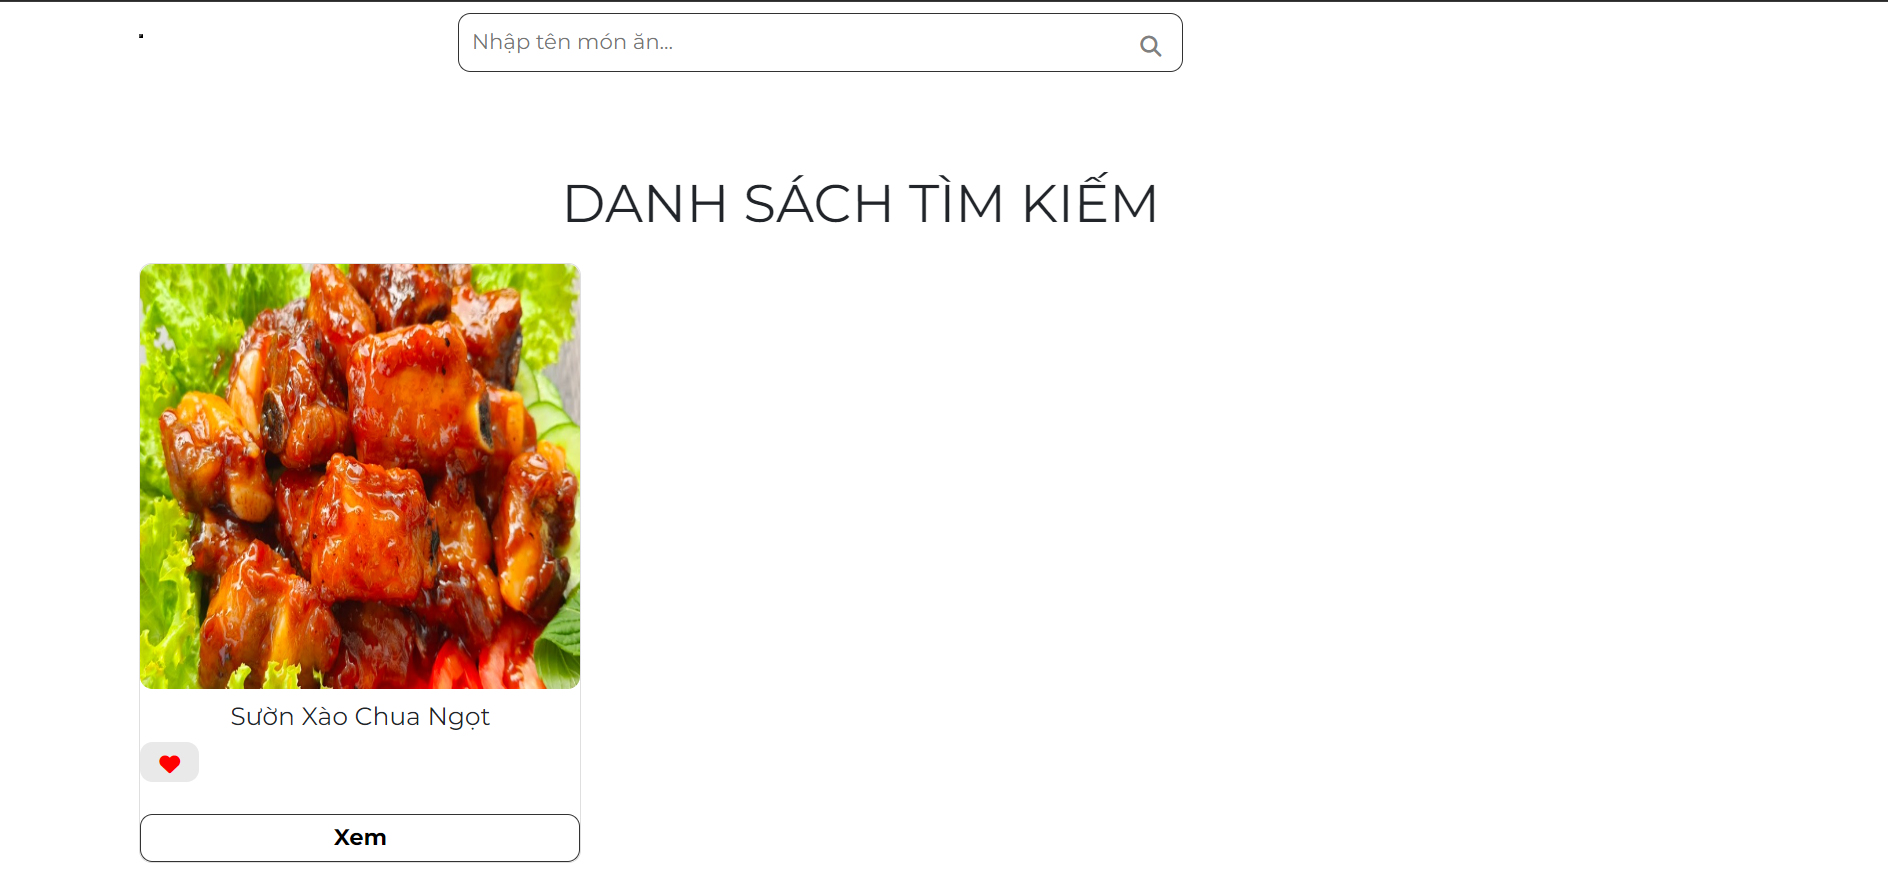 Nhập tên món ăn...
DANH SÁCH TÌM KIẾM
Sườn Xào Chua Ngọt
Xem